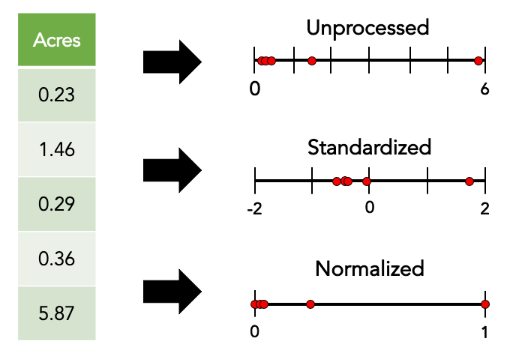 Acres
0.23
1.46
0.29
0.36
5.87
Unprocessed
0 6
Standardized
-2 0 2
Normalized
0 1